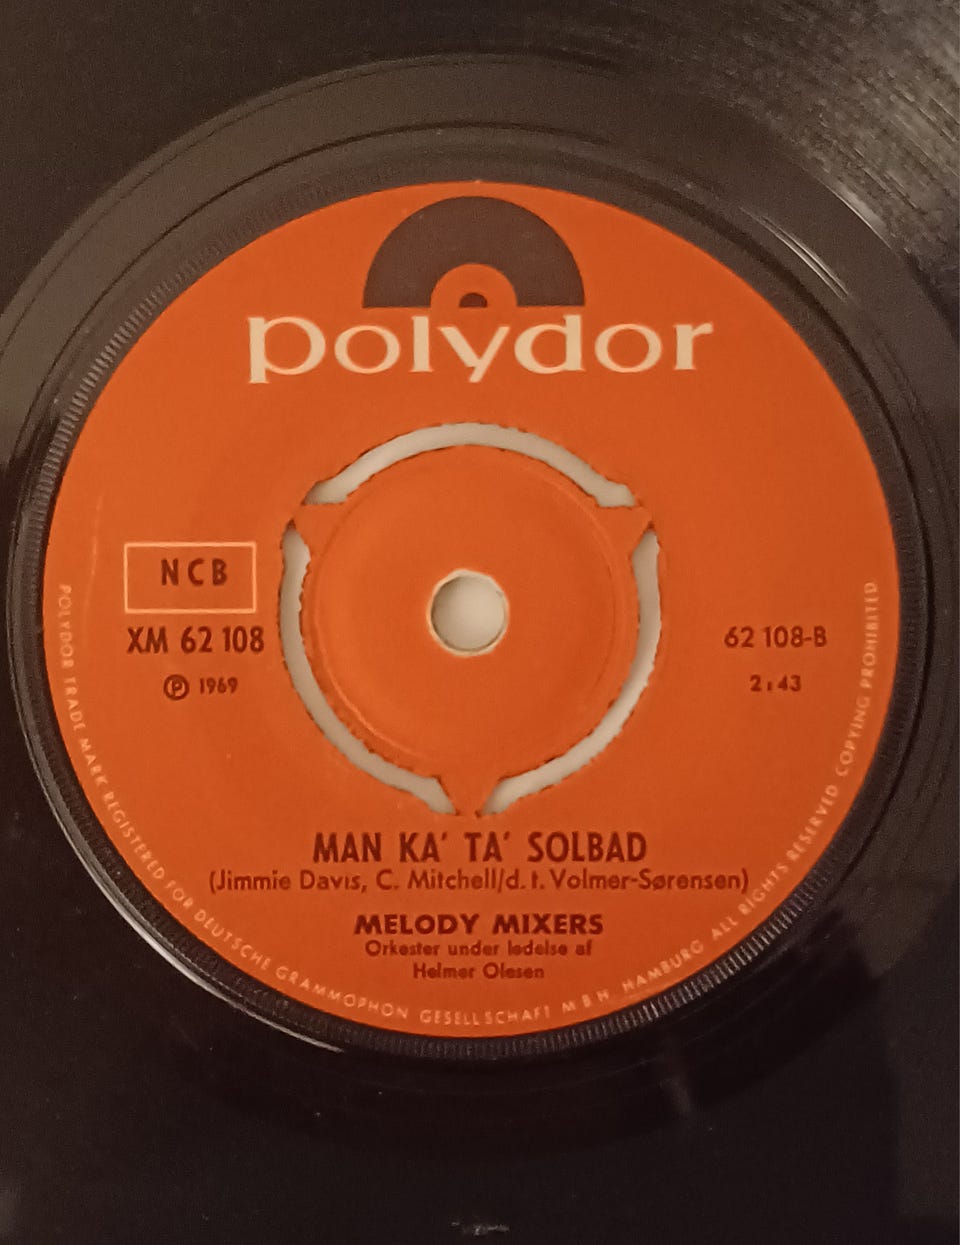 polydor
NCB
XM 62 108
Ⓟ 1969
62 108-B
2:43
MAN KA' TA' SOLBAD
(Jimmie Davis, C. Mitchell/d. t. Volmer-Sørensen)
MELODY MIXERS
Orkester under ledelse af
Helmer Olesen
POLYDOR TRADE MARK REGISTERED FOR DEUTSCHE GRAMMOPHON GESELLSCHAFT MBH HAMBURG ALL RIGHTS RESERVED COPYING PROHIBITED